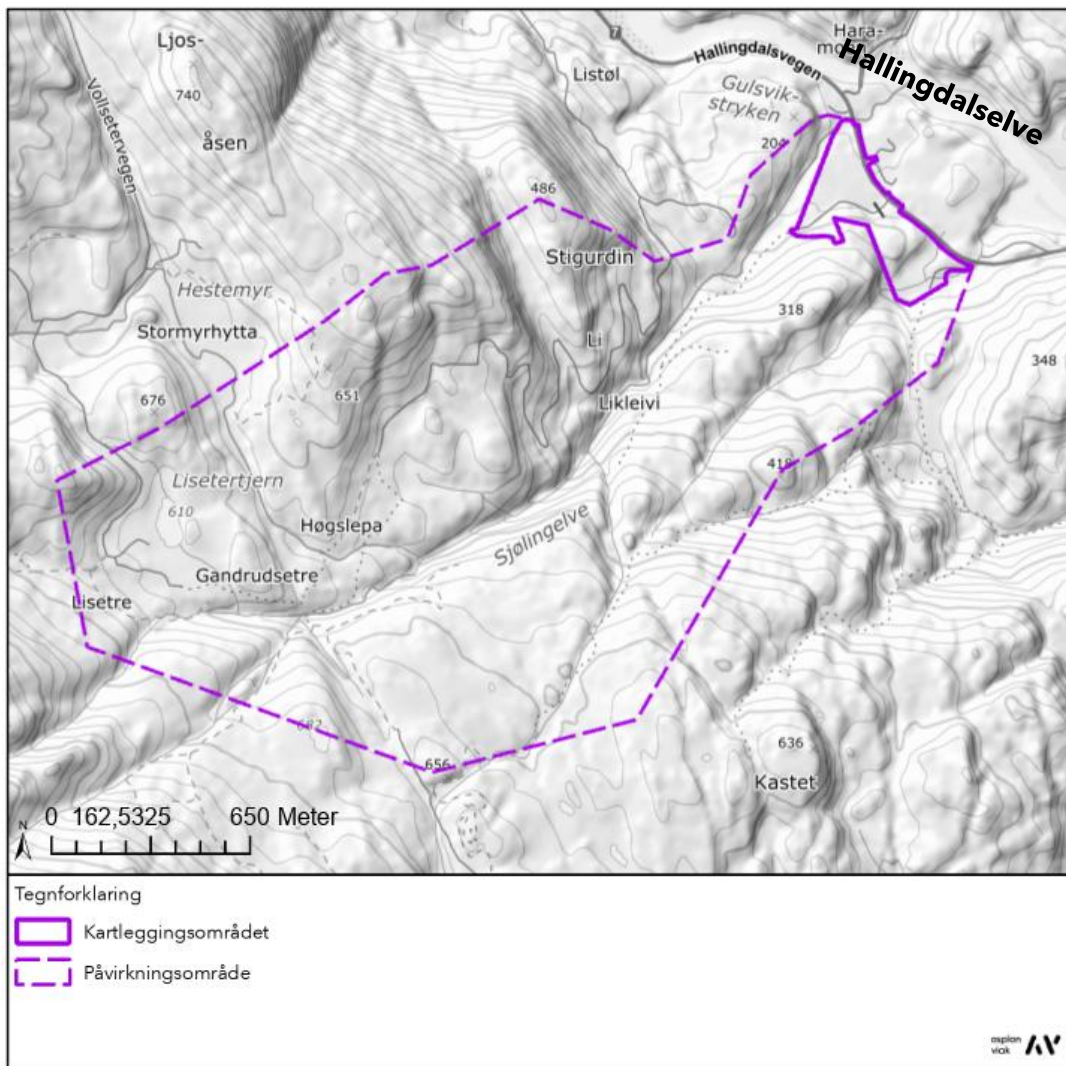 Ljos-
740
åsen
Vollsetervegen
7
Listøl
Hallingdalsvegen
Hara-
Hallingdalselve
Gulsvik-
stryken
204
486
Stigurdin
Hestemyr
Stormyrhytta
318
Li
348
676
651
Likleivi
Lisetertjern
610
418
Høgslepa
Sjølingelve
Gandrudsetre
Lisetre
682
656
636
Kastet
0 162,5325 650 Meter
N
Tegnforklaring
Kartleggingsområdet
Påvirkningsområde
asplan
viak